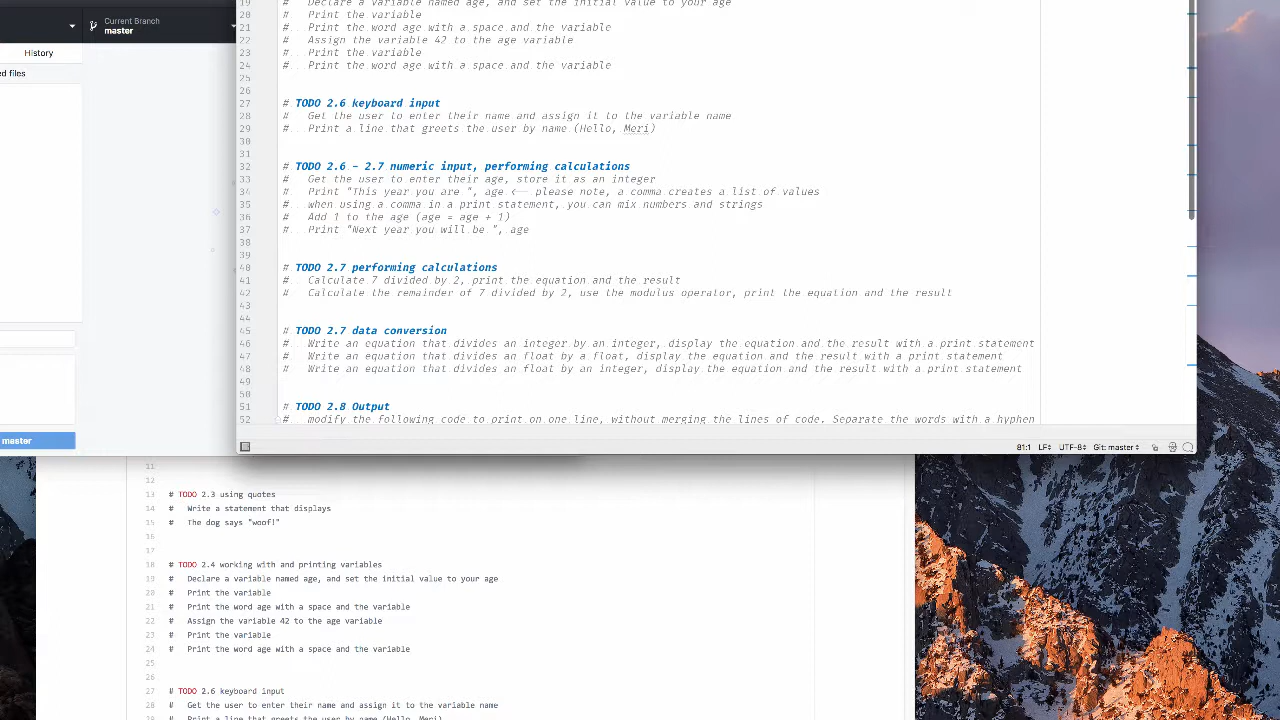 Current Branch
master
History
ed files
master
19 # Declare a variable named age, and set the initial value to your age
20 # Print the variable
21 # Print the word age with a space and the variable
22 # Assign the variable 42 to the age variable
23 # Print the variable
24 # Print the word age with a space and the variable
25
26
27 # TODO 2.6 keyboard input
28 # Get the user to enter their name and assign it to the variable name
29 # Print a line that greets the user by name (Hello, Meri)
30
31
32 # TODO 2.6 - 2.7 numeric input, performing calculations
33 # Get the user to enter their age, store it as an integer
34 # Print "This year you are ", age <-- please note, a comma creates a list of values
35 # when using a comma in a print statement, you can mix numbers and strings
36 # Add 1 to the age (age = age + 1)
37 # Print "Next year you will be ", age
38
39
40 # TODO 2.7 performing calculations
41 # Calculate 7 divided by 2, print the equation and the result
42 # Calculate the remainder of 7 divided by 2, use the modulus operator, print the equation and the result
43
44
45 # TODO 2.7 data conversion
46 # Write an equation that divides an integer by an integer, display the equation and the result with a print statement
47 # Write an equation that divides an float by a float, display the equation and the result with a print statement
48 # Write an equation that divides an float by an integer, display the equation and the result with a print statement
49
50
51 # TODO 2.8 Output
52 # modify the following code to print on one line, without merging the lines of code. Separate the words with a hyphen
81:1 LF UTF-8 Git: master
11
12
13 # TODO 2.3 using quotes
14 # Write a statement that displays
15 # The dog says "woof!"
16
17
18 # TODO 2.4 working with and printing variables
19 # Declare a variable named age, and set the initial value to your age
20 # Print the variable
21 # Print the word age with a space and the variable
22 # Assign the variable 42 to the age variable
23 # Print the variable
24 # Print the word age with a space and the variable
25
26
27 # TODO 2.6 keyboard input
28 # Get the user to enter their name and assign it to the variable name
29 # Print a line that greets the user by name (Hello, Meri)